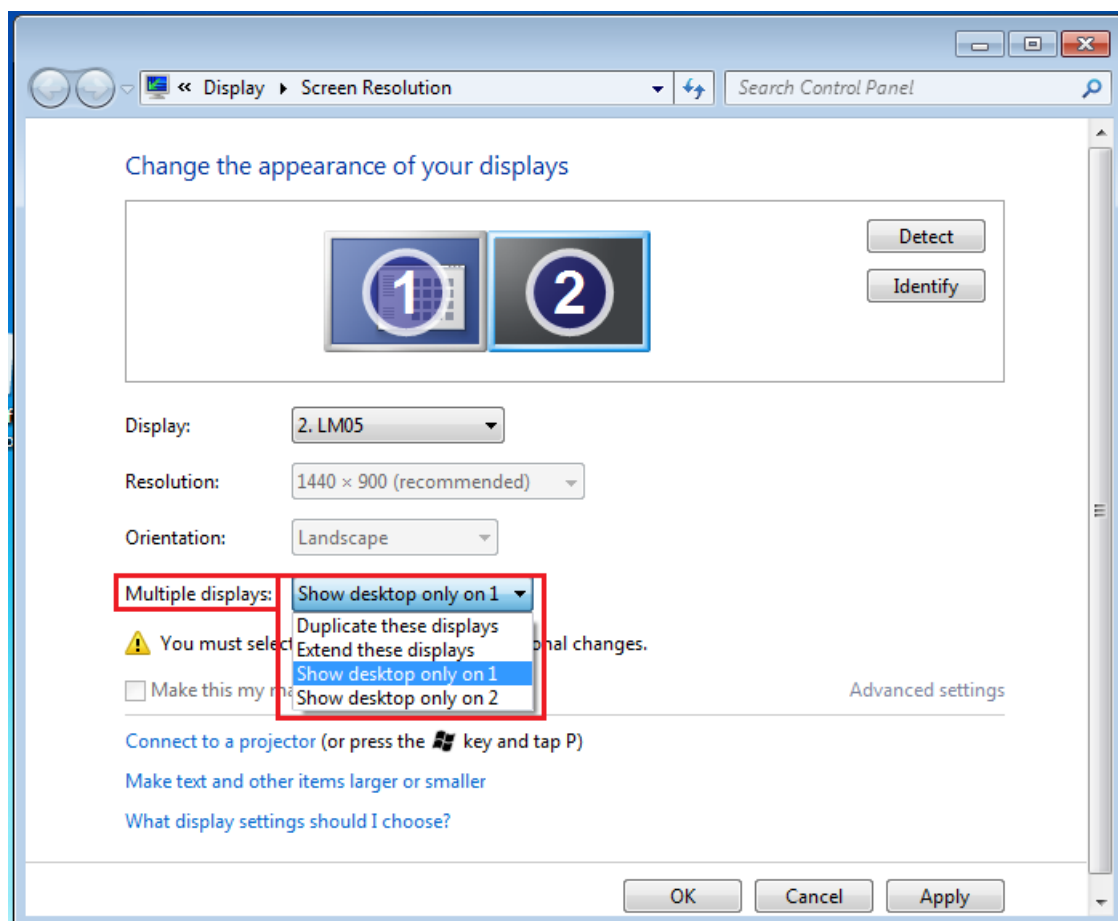 « Display ▸ Screen Resolution
Search Control Panel
Change the appearance of your displays
1
2
Detect
Identify
Display: 2. LM05
Resolution: 1440 × 900 (recommended)
Orientation: Landscape
Multiple displays: Show desktop only on 1
Duplicate these displays
You must select onal changes.
Extend these displays
Show desktop only on 1
Make this my Advanced settings
Show desktop only on 2
Connect to a projector (or press the key and tap P)
Make text and other items larger or smaller
What display settings should I choose?
OK Cancel Apply